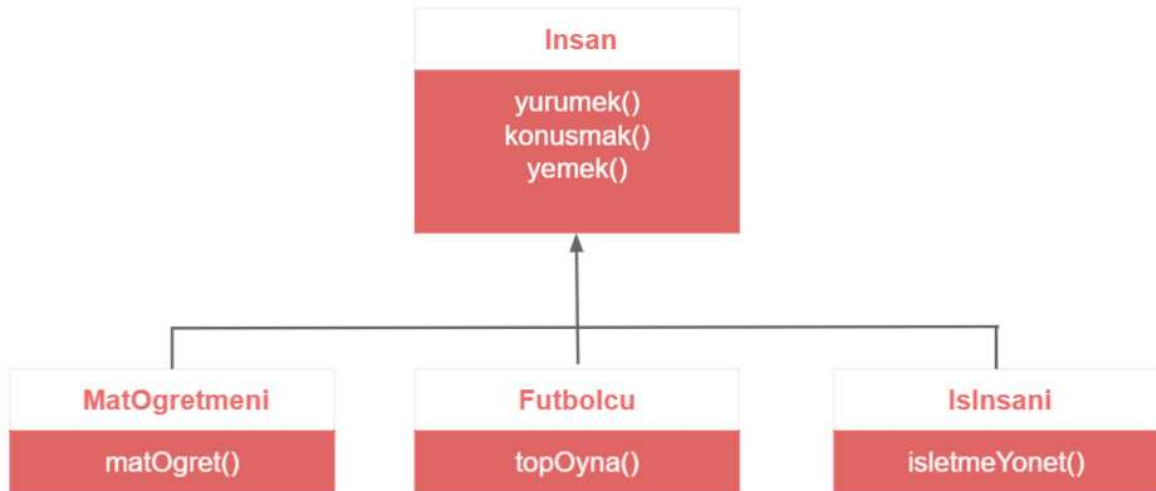 Insan
yurumek()
konusmak()
yemek()
MatOgretmeni
matOgret()
Futbolcu
topOyna()
IsInsani
isletmeYonet()